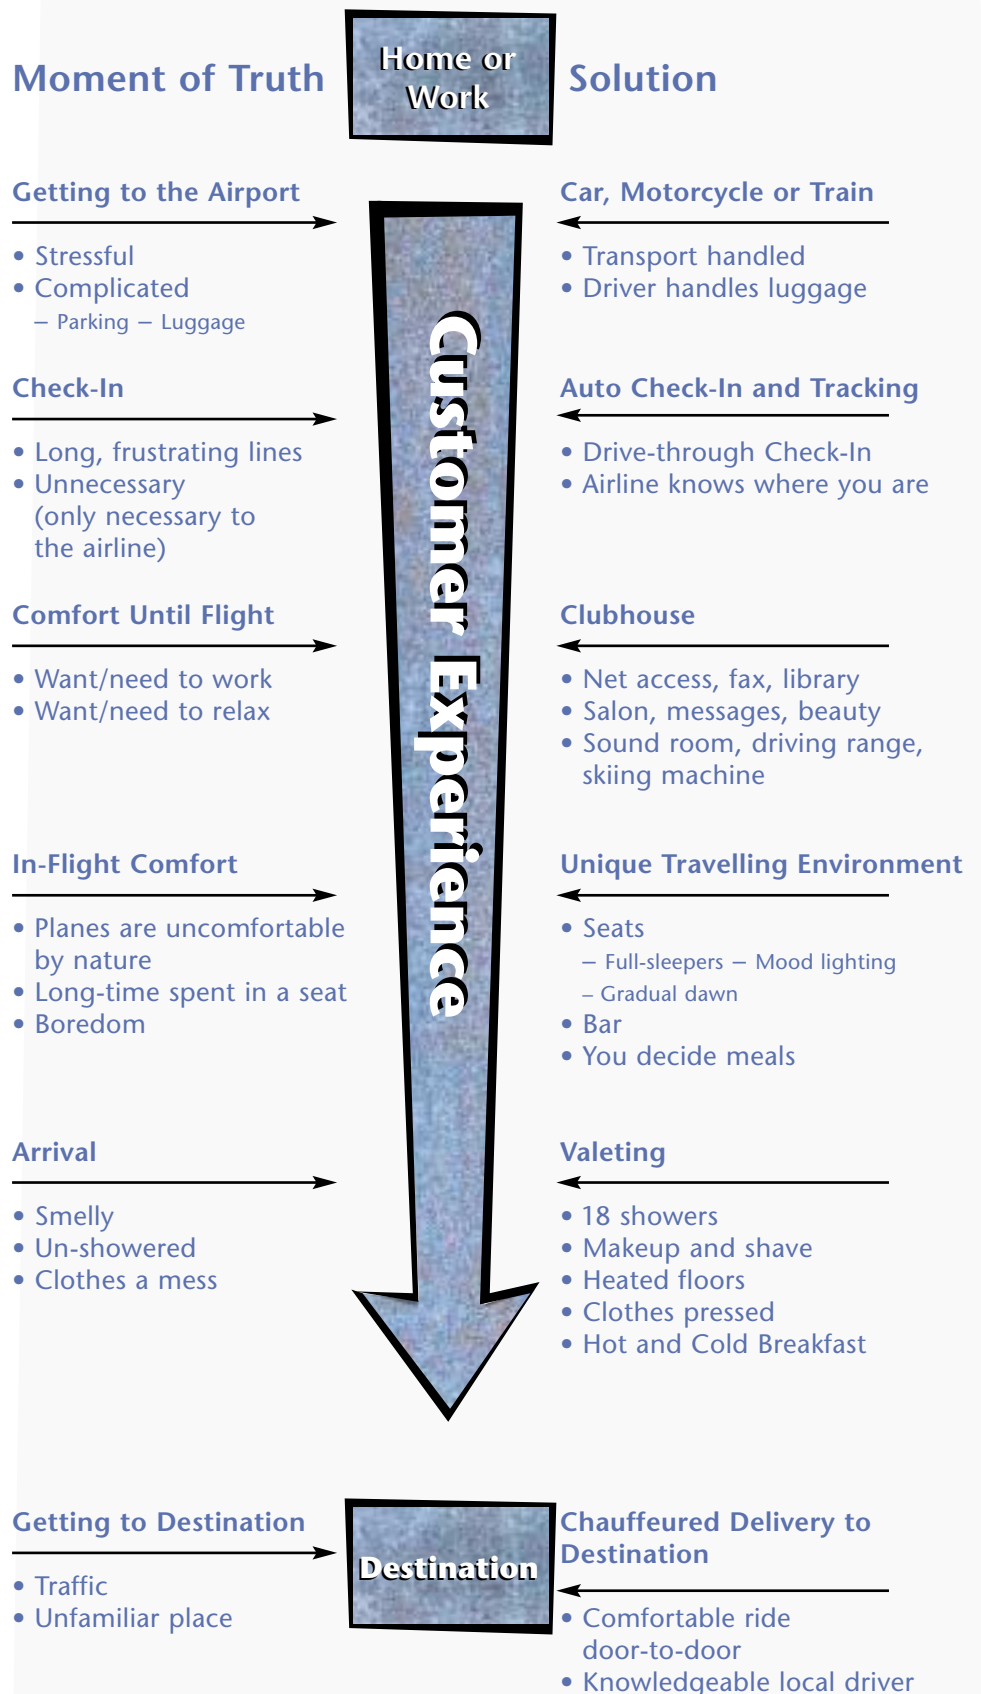 Moment of Truth
Home or
Work
Solution
Getting to the Airport
• Stressful
• Complicated
– Parking – Luggage
Car, Motorcycle or Train
• Transport handled
• Driver handles luggage
Customer Experience
Check-In
• Long, frustrating lines
• Unnecessary
(only necessary to
the airline)
Auto Check-In and Tracking
• Drive-through Check-In
• Airline knows where you are
Comfort Until Flight
• Want/need to work
• Want/need to relax
Clubhouse
• Net access, fax, library
• Salon, messages, beauty
• Sound room, driving range,
skiing machine
In-Flight Comfort
• Planes are uncomfortable
by nature
• Long-time spent in a seat
• Boredom
Unique Travelling Environment
• Seats
– Full-sleepers – Mood lighting
– Gradual dawn
• Bar
• You decide meals
Arrival
• Smelly
• Un-showered
• Clothes a mess
Valeting
• 18 showers
• Makeup and shave
• Heated floors
• Clothes pressed
• Hot and Cold Breakfast
Getting to Destination
• Traffic
• Unfamiliar place
Destination
Chauffeured Delivery to
Destination
• Comfortable ride
door-to-door
• Knowledgeable local driver